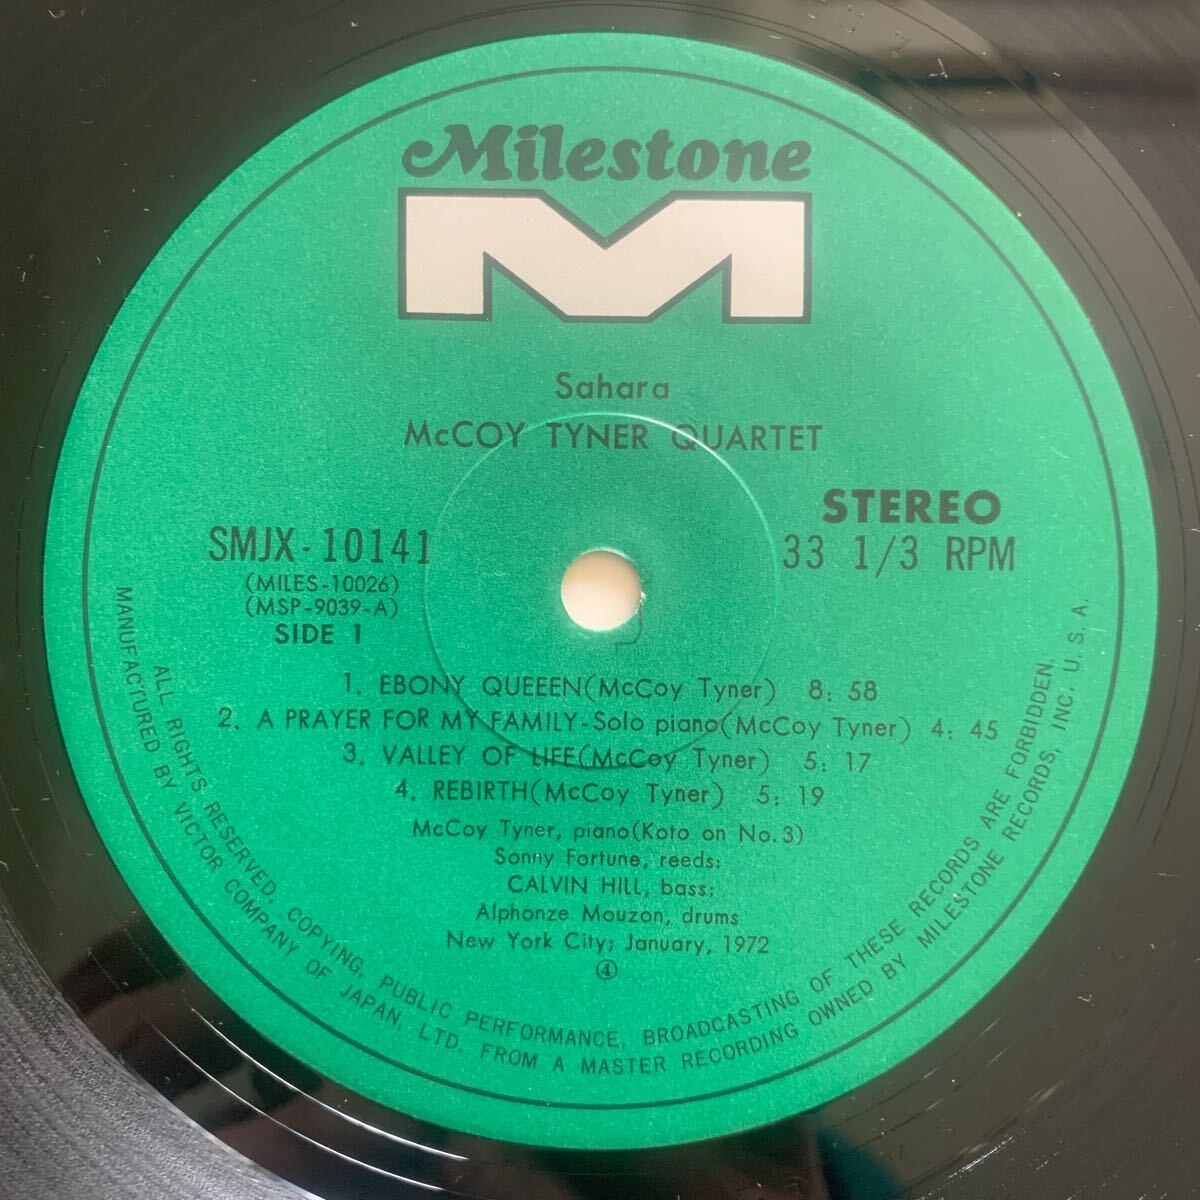 Milestone
Sahara
McCOY TYNER QUARTET
STEREO
33 1/3 RPM
SMJX-10141
(MILES-10026)
(MSP-9039-A)
SIDE 1
1. EBONY QUEEEN(McCoy Tyner) 8: 58
2. A PRAYER FOR MY FAMILY-Solo piano(McCoy Tyner) 4: 45
3. VALLEY OF LIFE(McCoy Tyner) 5: 17
4. REBIRTH(McCoy Tyner) 5: 19
McCoy Tyner, piano(Koto on No.3)
Sonny Fortune, reeds:
CALVIN HILL, bass;
Alphonze Mouzon, drums
New York City; January, 1972
④
ALL RIGHTS RESERVED, COPYING, PUBLIC PERFORMANCE, BROADCASTING OF THESE RECORDS ARE FORBIDDEN.
MANUFACTURED BY VICTOR COMPANY OF JAPAN, LTD. FROM A MASTER RECORDING OWNED BY MILESTONE RECORDS, INC. U. S. A.